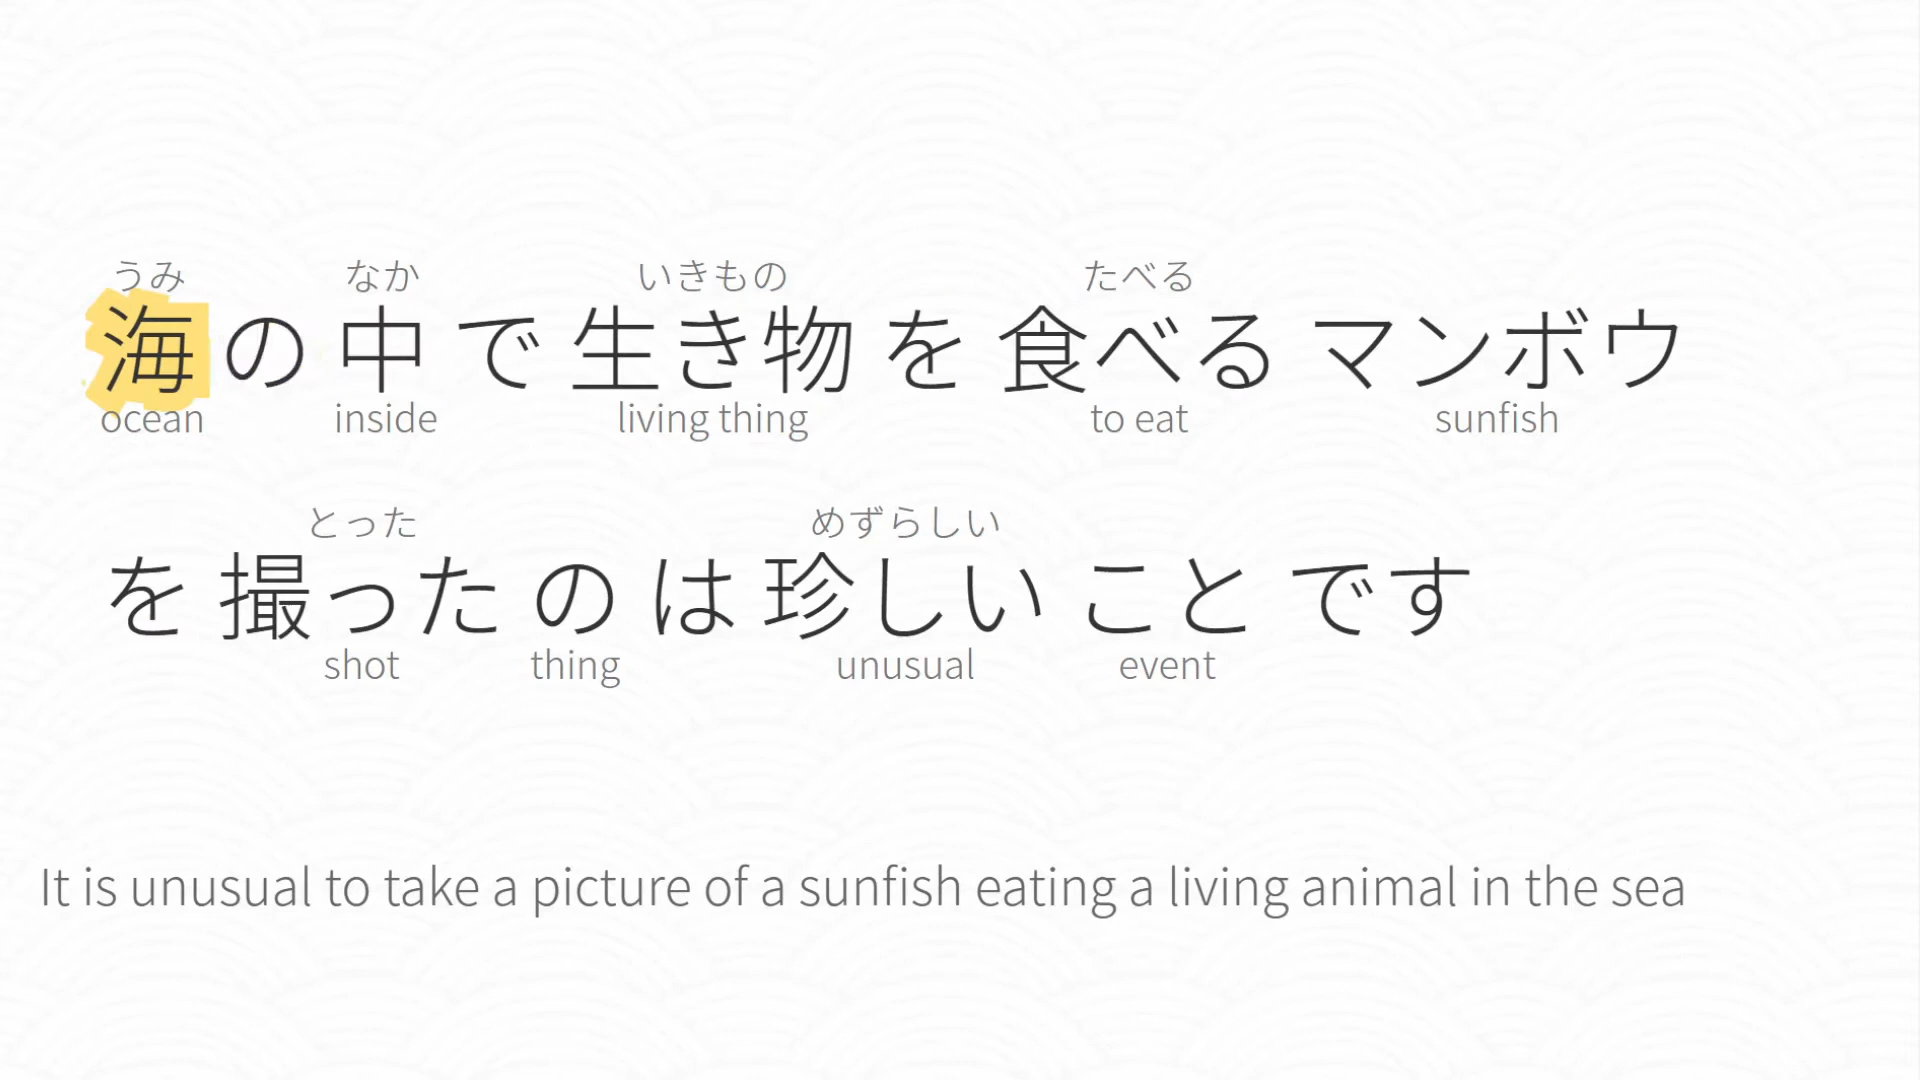 うみ なか いきもの たべる
海 の 中 で 生き物 を 食べる マンボウ
ocean inside living thing to eat sunfish
とった めずらしい
を 撮った の は 珍しい こと です
shot thing unusual event
It is unusual to take a picture of a sunfish eating a living animal in the sea